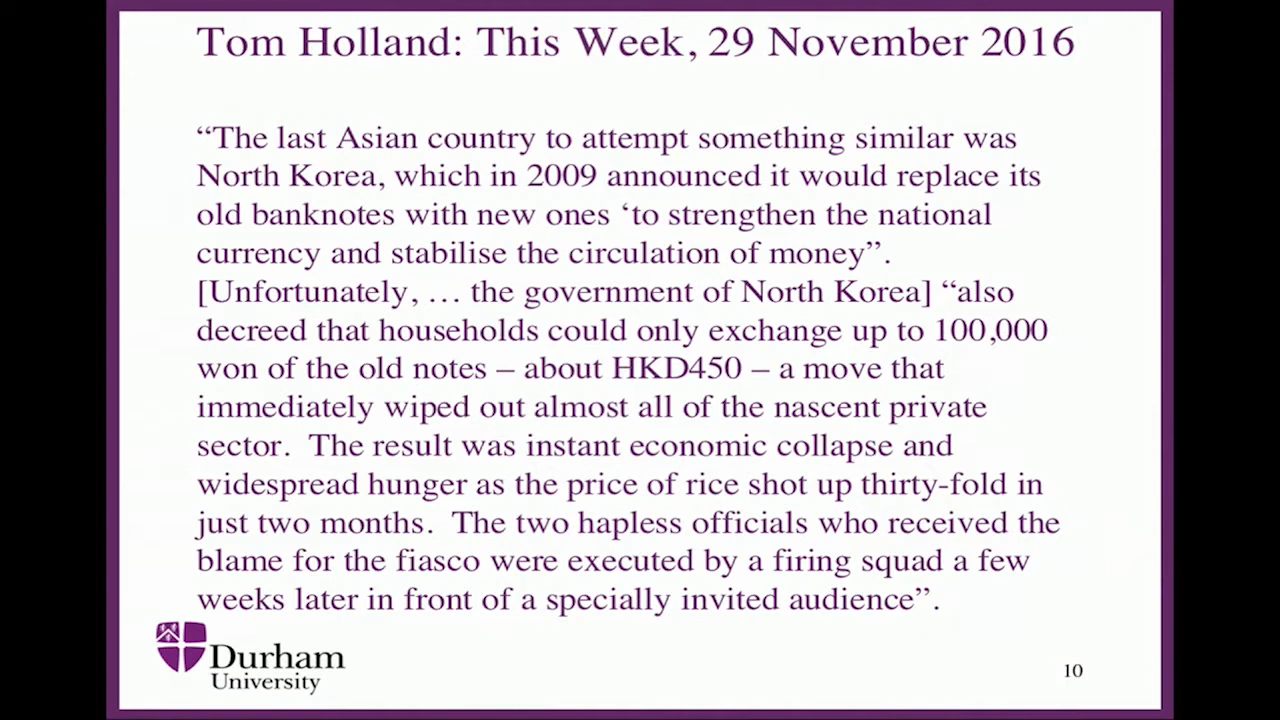 Tom Holland: This Week, 29 November 2016
“The last Asian country to attempt something similar was
North Korea, which in 2009 announced it would replace its
old banknotes with new ones ‘to strengthen the national
currency and stabilise the circulation of money”.
[Unfortunately, … the government of North Korea] “also
decreed that households could only exchange up to 100,000
won of the old notes – about HKD450 – a move that
immediately wiped out almost all of the nascent private
sector.  The result was instant economic collapse and
widespread hunger as the price of rice shot up thirty-fold in
just two months.  The two hapless officials who received the
blame for the fiasco were executed by a firing squad a few
weeks later in front of a specially invited audience”.
Durham
University
10